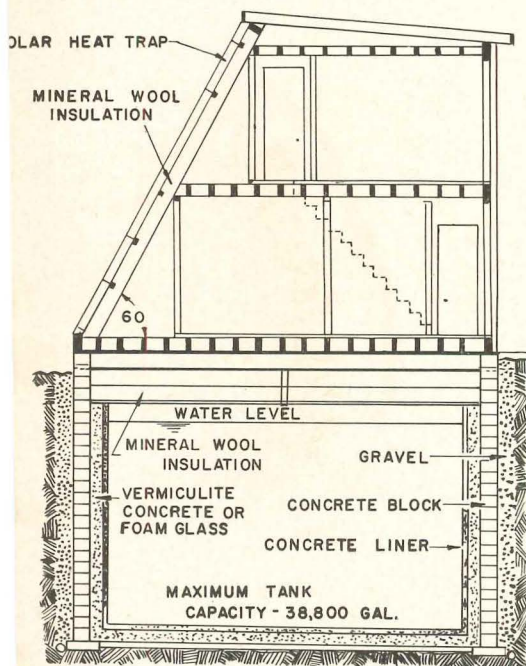 OLAR HEAT TRAP
MINERAL WOOL
INSULATION
60
WATER LEVEL
MINERAL WOOL
INSULATION
GRAVEL
VERMICULITE
CONCRETE OR
FOAM GLASS
CONCRETE BLOCK
CONCRETE LINER
MAXIMUM TANK
CAPACITY - 38,800 GAL.